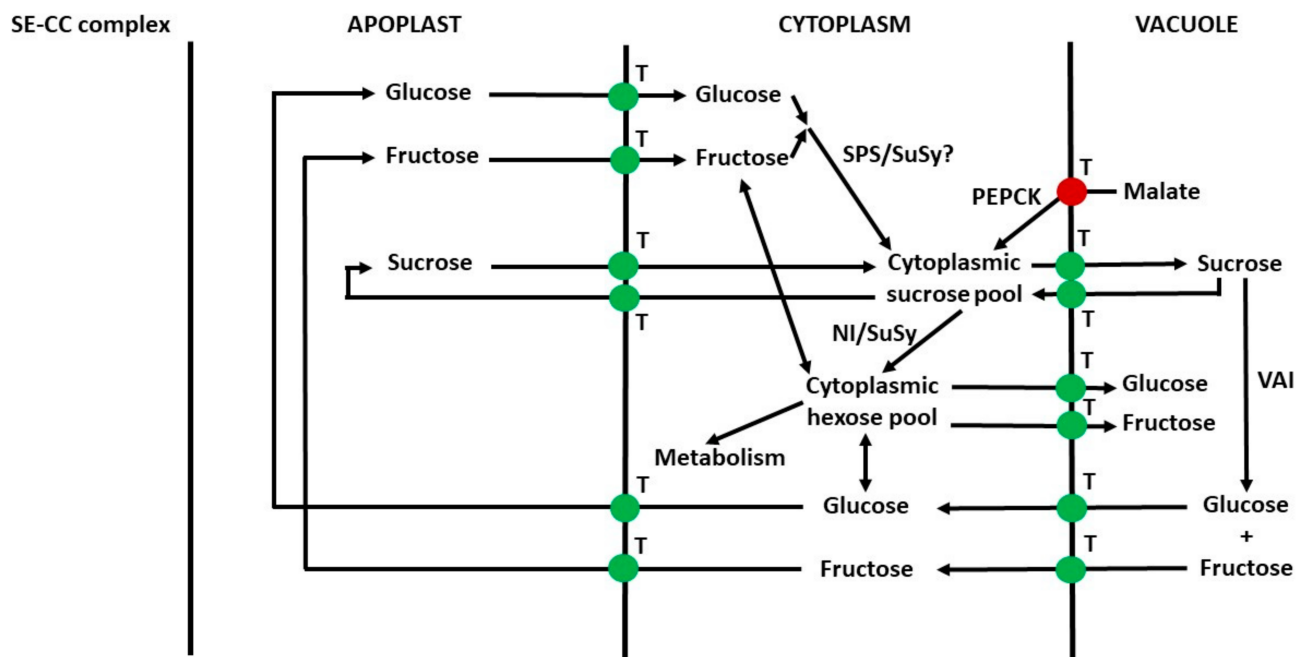 SE-CC complex APOPLAST CYTOPLASM VACUOLE
T
Glucose Glucose
T
Fructose Fructose SPS/SuSy?
T
PEPCK Malate
T T
Sucrose Cytoplasmic Sucrose
sucrose pool
T T
NI/SuSy
T
Cytoplasmic Glucose VAI
T
hexose pool Fructose
Metabolism
T T
Glucose Glucose
+
T T
Fructose Fructose